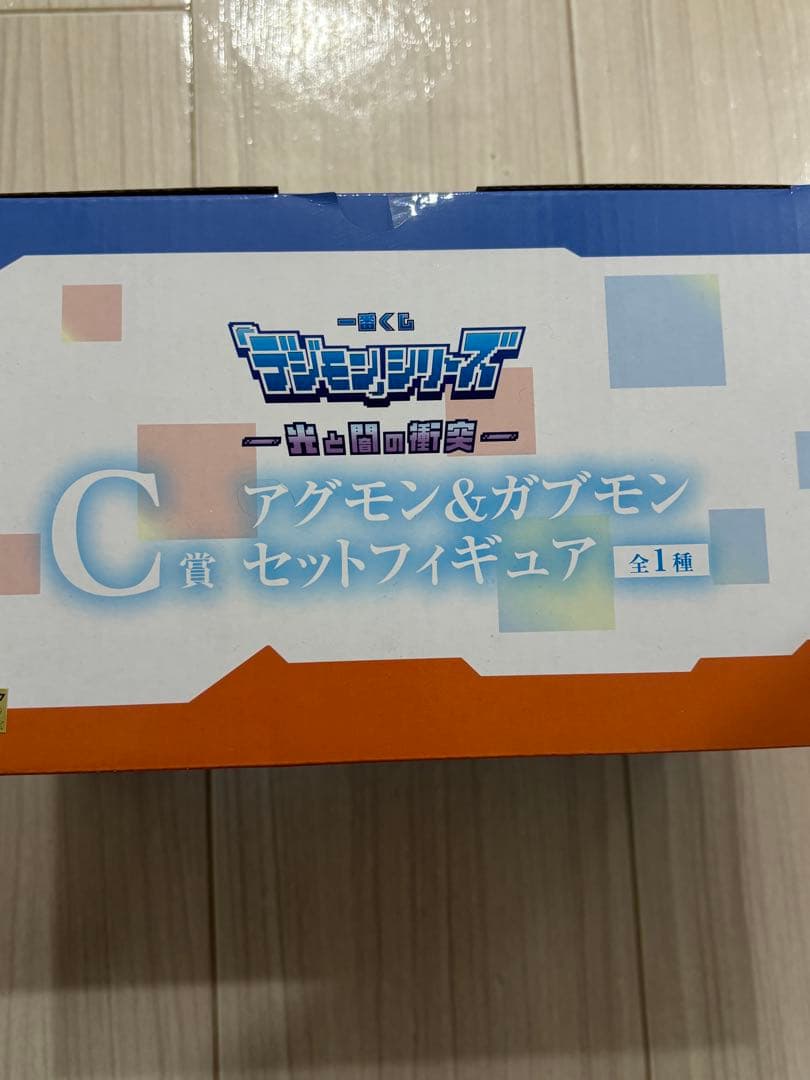 一番くじ
デジモンシリーズ
ー光と闇の衝突ー
C賞
アグモン&ガブモン
セットフィギュア 全1種